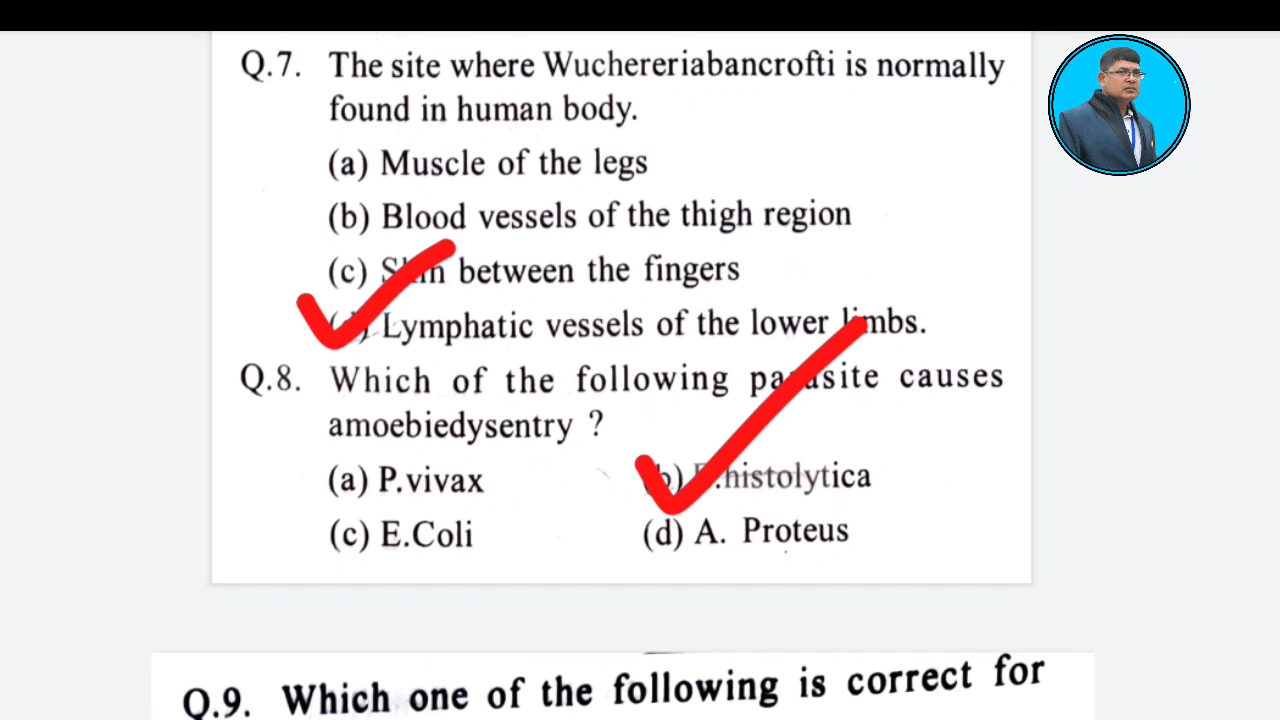 Q.7. The site where Wuchereriabancrofti is normally
found in human body.
(a) Muscle of the legs
(b) Blood vessels of the thigh region
(c) between the fingers
Lymphatic vessels of the lower limbs.
Q.8. Which of the following parasite causes
amoebiedysentry ?
(a) P.vivax (b) .histolytica
(c) E.Coli (d) A. Proteus
Q.9. Which one of the following is correct for